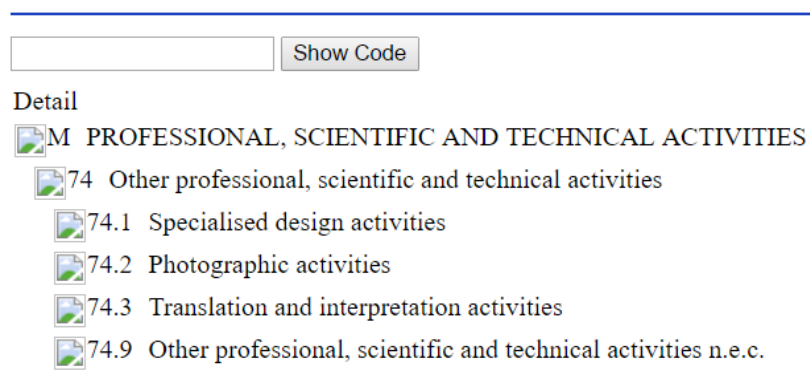 Show Code
Detail
M PROFESSIONAL, SCIENTIFIC AND TECHNICAL ACTIVITIES
74 Other professional, scientific and technical activities
74.1 Specialised design activities
74.2 Photographic activities
74.3 Translation and interpretation activities
74.9 Other professional, scientific and technical activities n.e.c.